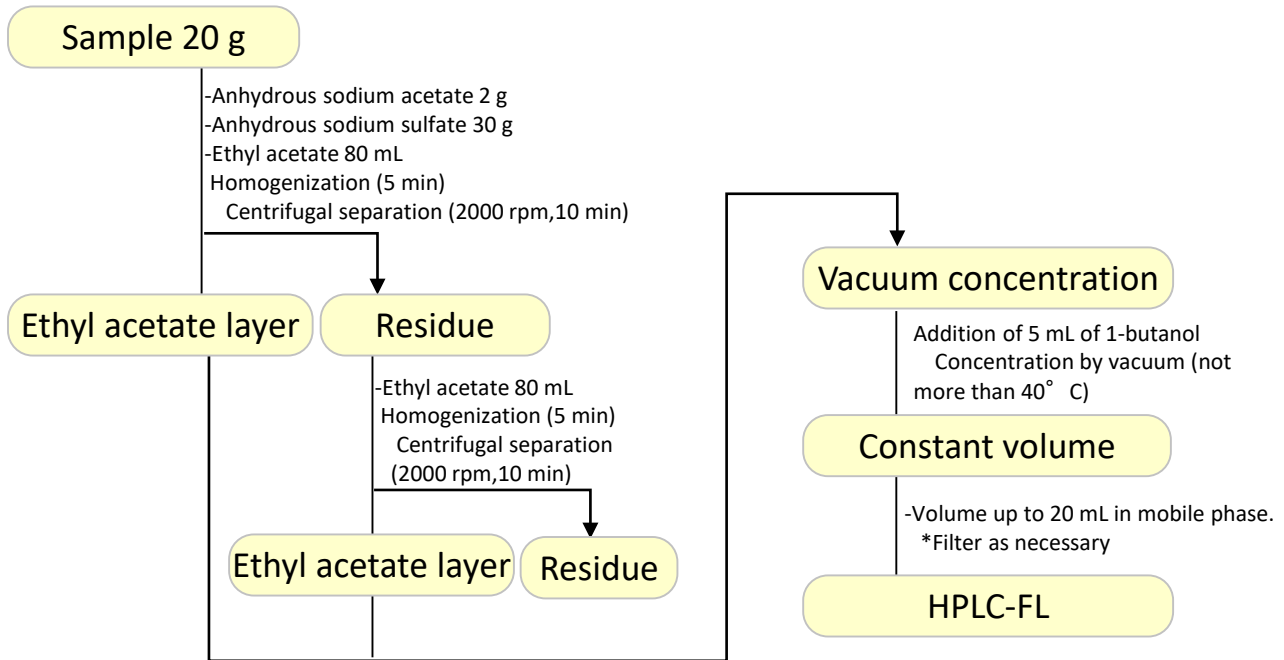 Sample 20 g
-Anhydrous sodium acetate 2 g
-Anhydrous sodium sulfate 30 g
-Ethyl acetate 80 mL
Homogenization (5 min)
Centrifugal separation (2000 rpm,10 min)
Ethyl acetate layer
Residue
-Ethyl acetate 80 mL
Homogenization (5 min)
Centrifugal separation
(2000 rpm,10 min)
Ethyl acetate layer
Residue
Vacuum concentration
Addition of 5 mL of 1-butanol
Concentration by vacuum (not
more than 40° C)
Constant volume
-Volume up to 20 mL in mobile phase.
*Filter as necessary
HPLC-FL